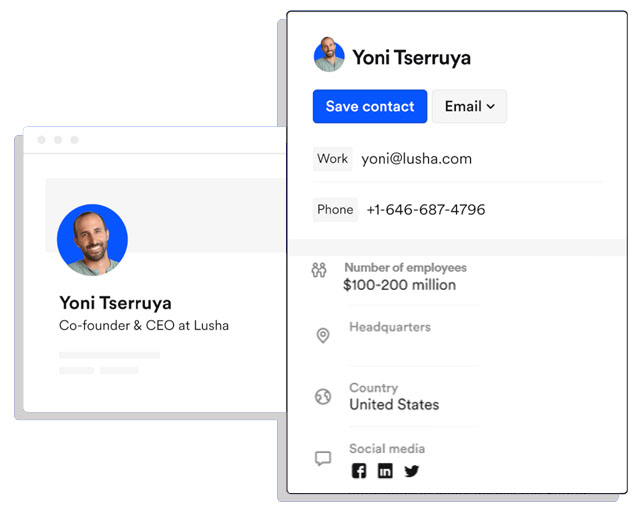 Yoni Tserruya
Co-founder & CEO at Lusha
Yoni Tserruya
Save contact
Email
Work yoni@lusha.com
Phone +1-646-687-4796
Number of employees
$100-200 million
Headquarters
Country
United States
Social media